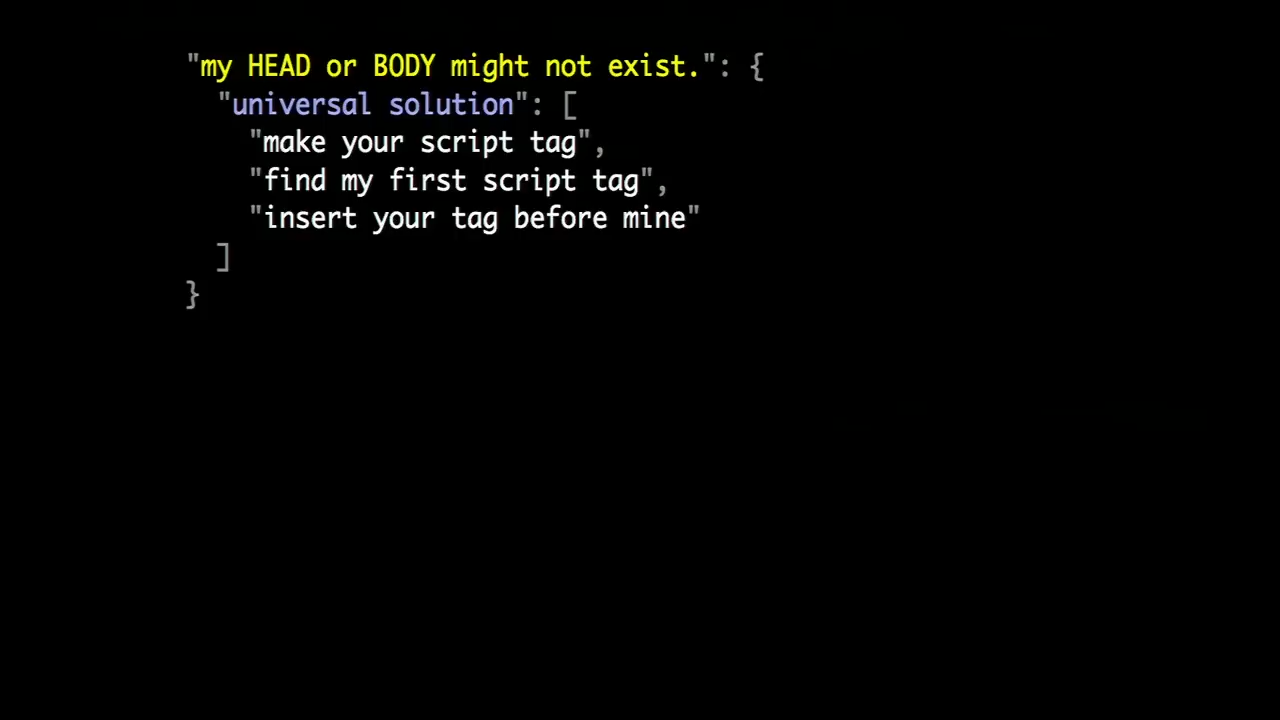 "my HEAD or BODY might not exist.": {
"universal solution": [
"make your script tag",
"find my first script tag",
"insert your tag before mine"
]
}